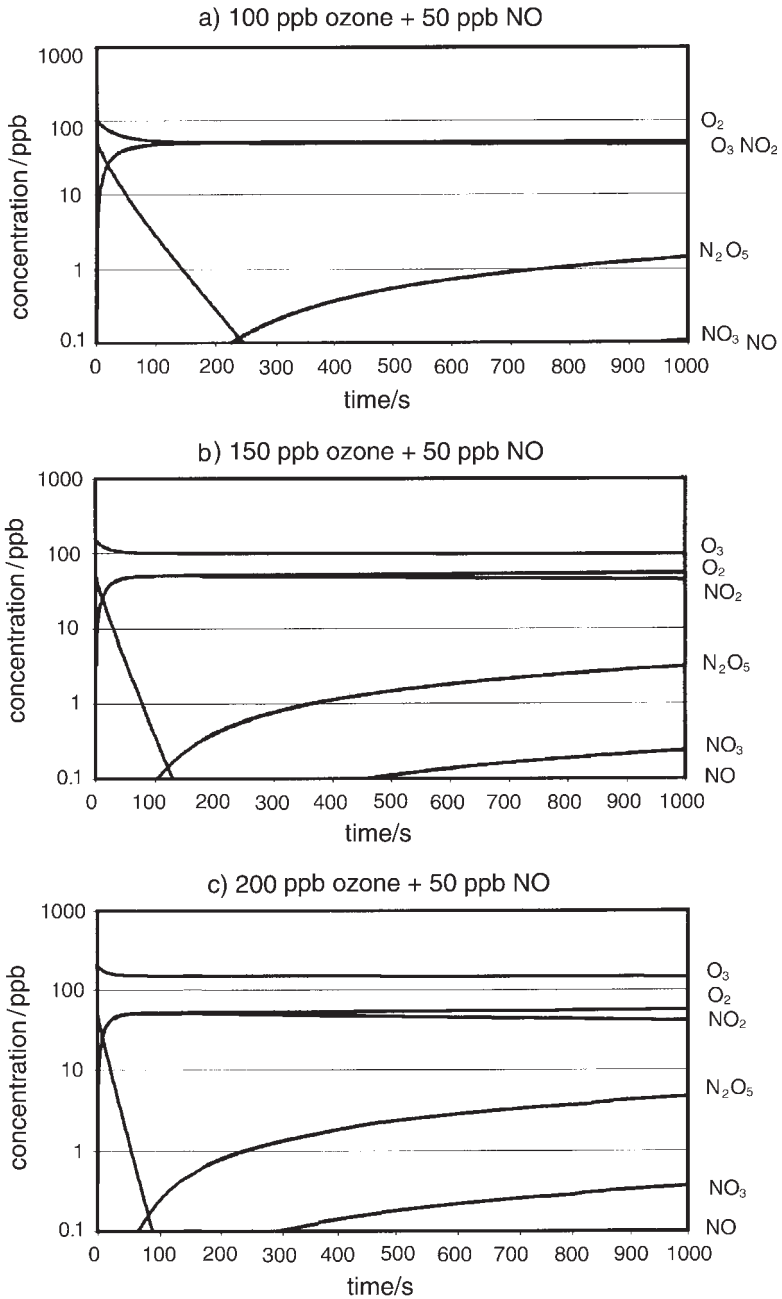 a) 100 ppb ozone + 50 ppb NO
concentration/ppb
1000
100
10
1
0.1
O₂
O₃ NO₂
N₂O₅
NO₃ NO
0 100 200 300 400 500 600 700 800 900 1000
time/s
b) 150 ppb ozone + 50 ppb NO
concentration/ppb
1000
100
10
1
0.1
O₃
O₂
NO₂
N₂O₅
NO₃
NO
0 100 200 300 400 500 600 700 800 900 1000
time/s
c) 200 ppb ozone + 50 ppb NO
concentration/ppb
1000
100
10
1
0.1
O₃
O₂
NO₂
N₂O₅
NO₃
NO
0 100 200 300 400 500 600 700 800 900 1000
time/s